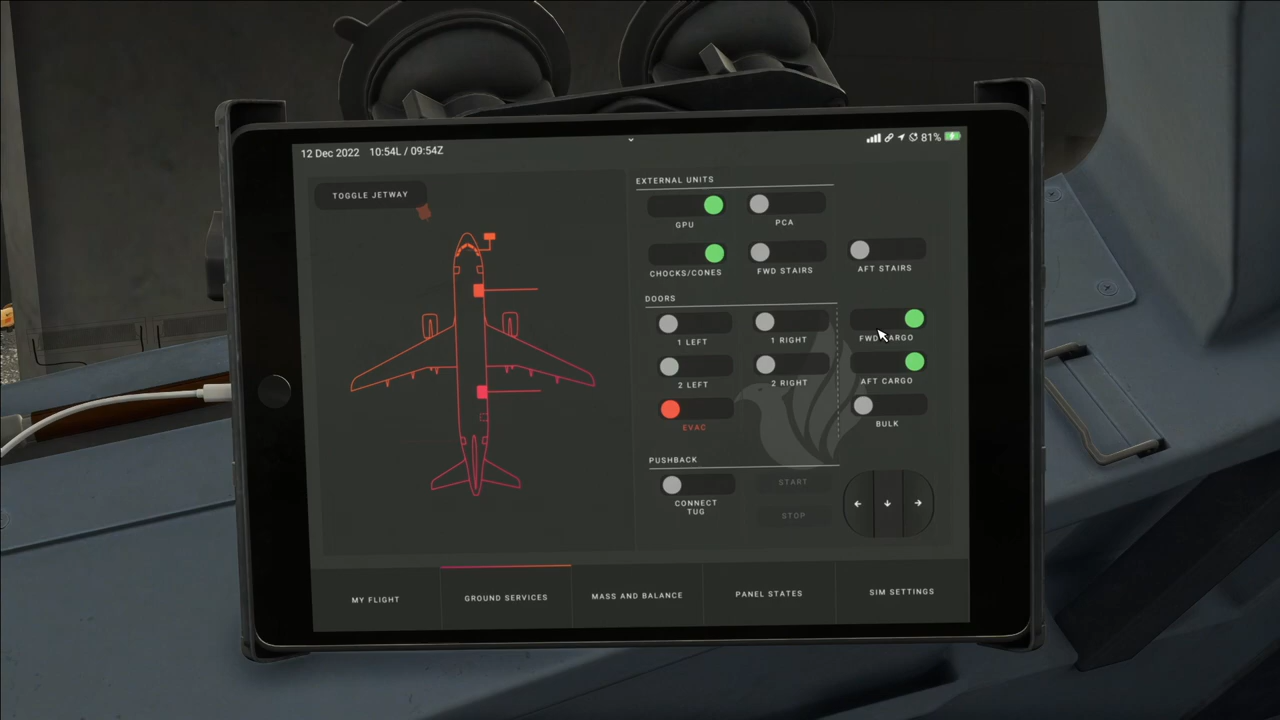 12 Dec 2022 10:54L / 09:54Z
81%
TOGGLE JETWAY
EXTERNAL UNITS
GPU
PCA
CHOCKS/CONES
FWD STAIRS
AFT STAIRS
DOORS
1 LEFT
1 RIGHT
FWD CARGO
2 LEFT
2 RIGHT
AFT CARGO
EVAC
BULK
PUSHBACK
CONNECT
TUG
START
STOP
MY FLIGHT
GROUND SERVICES
MASS AND BALANCE
PANEL STATES
SIM SETTINGS